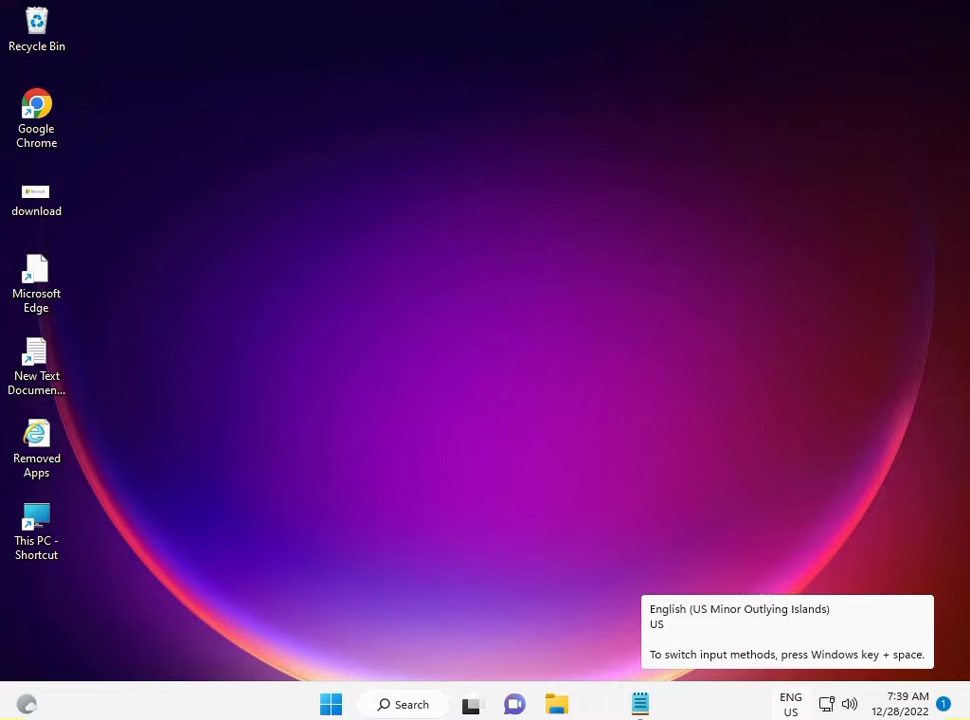 Recycle Bin
Google
Chrome
download
Microsoft
Edge
New Text
Documen...
Removed
Apps
This PC -
Shortcut
English (US Minor Outlying Islands)
US
To switch input methods, press Windows key + space.
Search
ENG
US
7:39 AM
12/28/2022
1